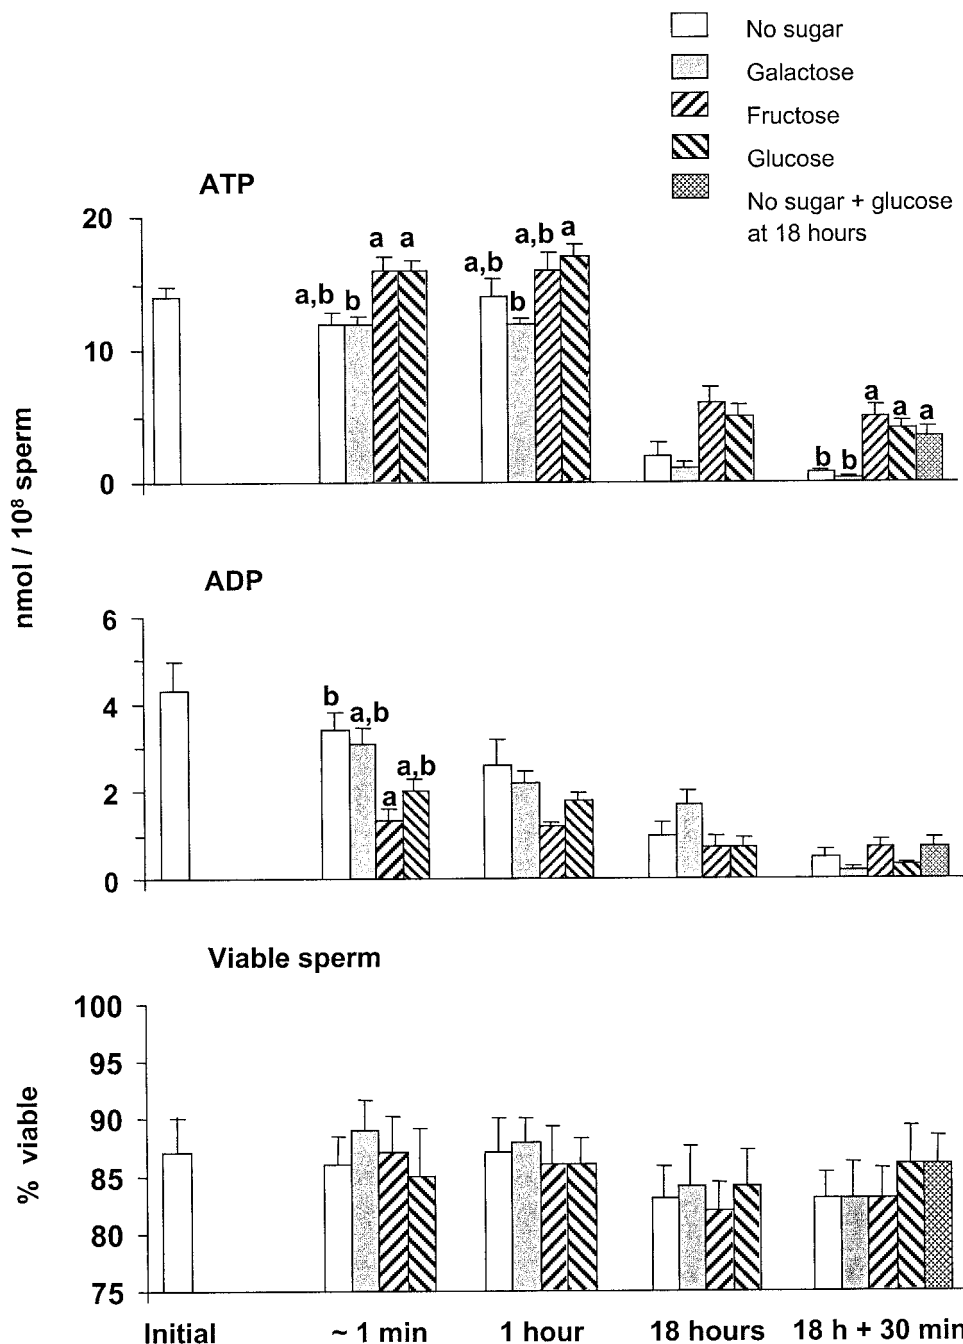 No sugar
Galactose
Fructose
Glucose
No sugar + glucose
at 18 hours
ATP
20
10
0
a,b b a a
a,b b a,b a
b b a a a
nmol / 10⁸ sperm
ADP
6
4
2
0
b a,b a a,b
Viable sperm
100
95
90
85
80
75
% viable
Initial ~ 1 min 1 hour 18 hours 18 h + 30 min